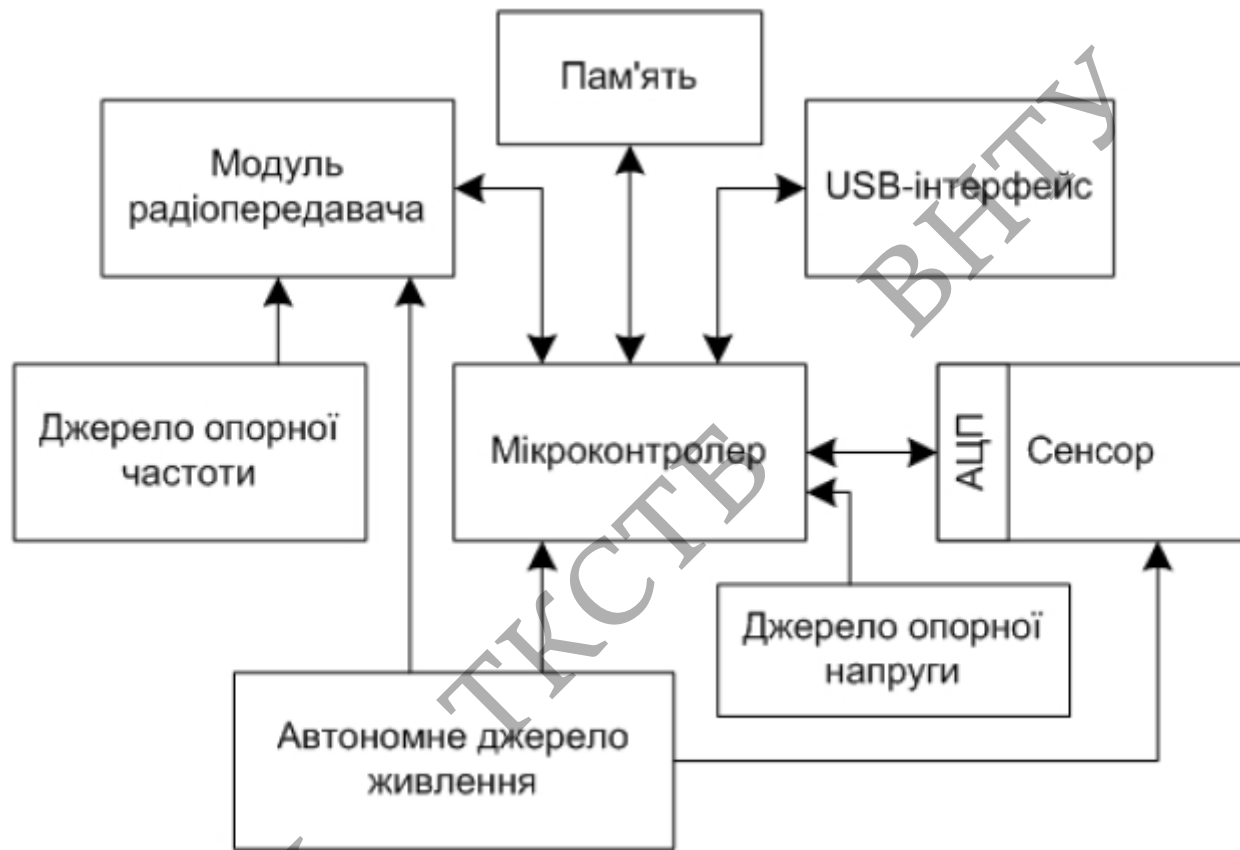 Пам'ять
Модуль
радіопередавача
USB-інтерфейс
Джерело опорної
частоти
Мікроконтролер
АЦП
Сенсор
Джерело опорної
напруги
Автономне джерело
живлення
ТКСТБ
ВНТУ